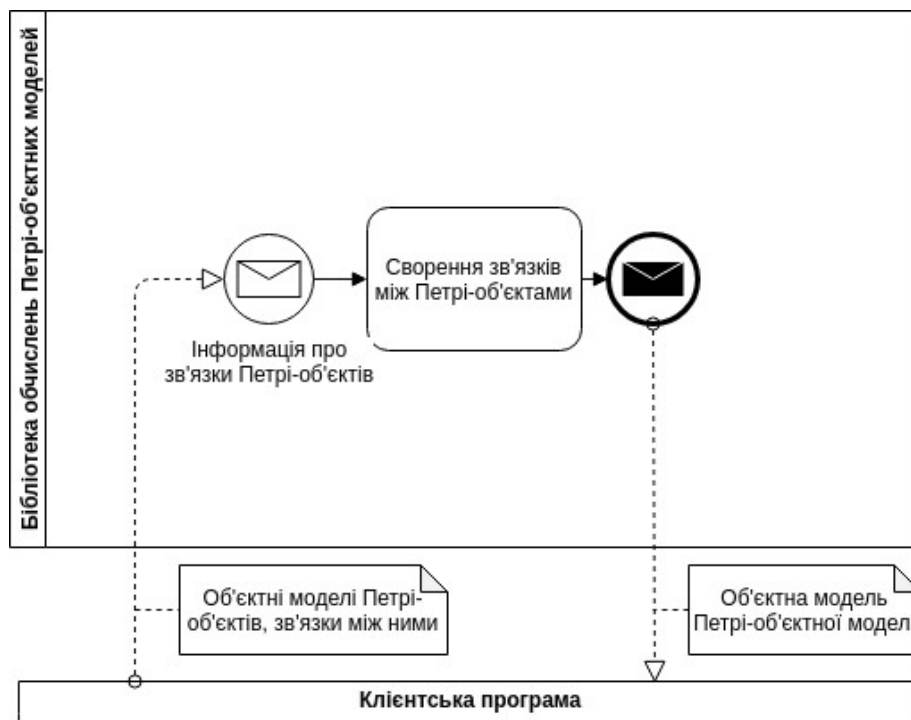 Бібліотека обчислень Петрі-об'єктних моделей
Сворення зв'язків
між Петрі-об'єктами
Інформація про
зв'язки Петрі-об'єктів
Об'єктні моделі Петрі-
об'єктів, зв'язки між ними
Об'єктна модель
Петрі-об'єктної модел
Клієнтська програма